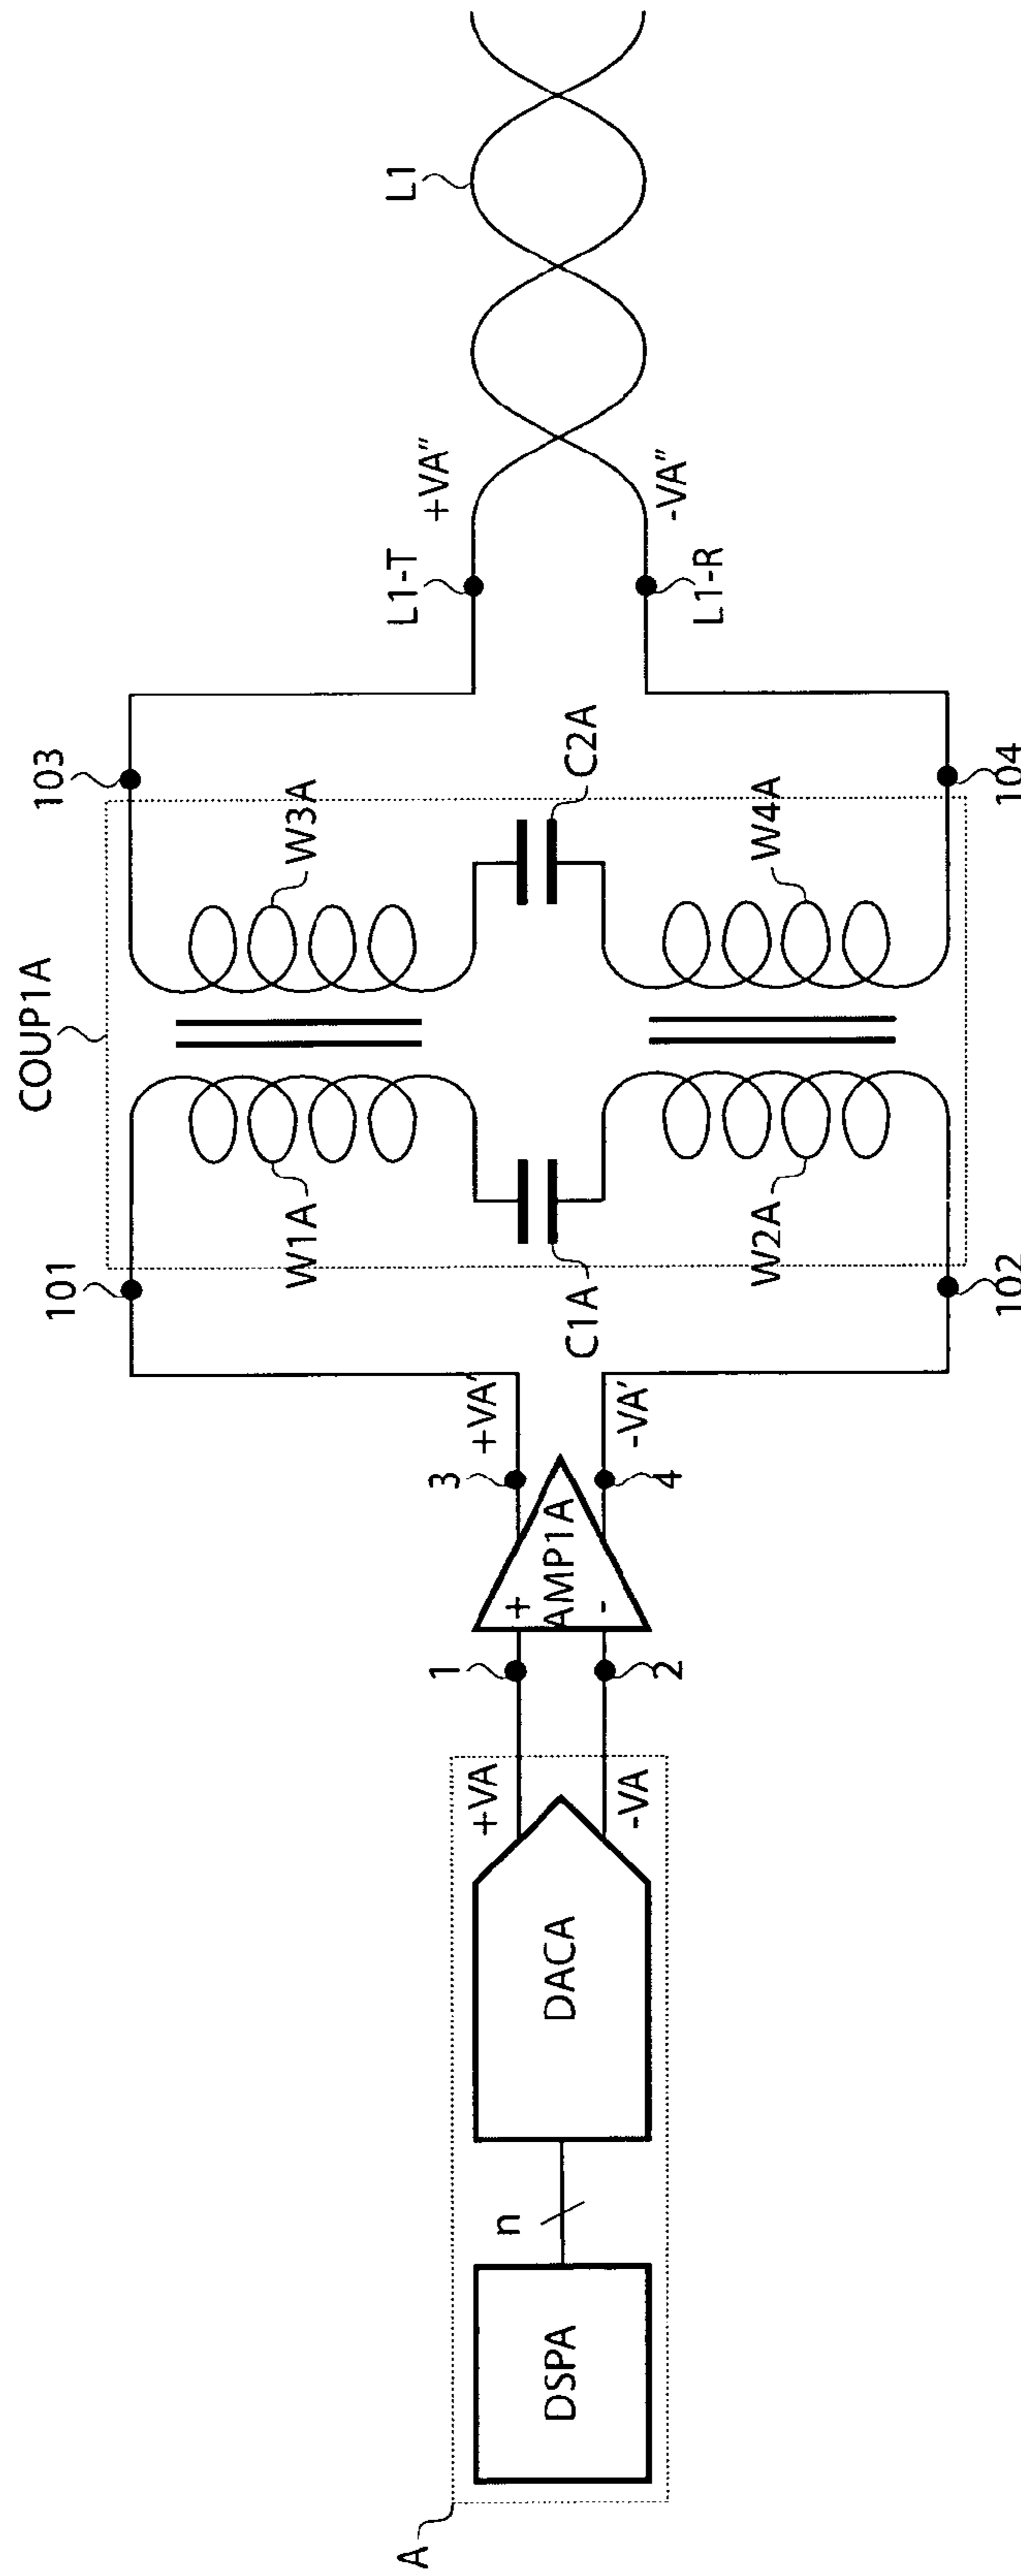 A
DSPA
n
DACA
+VA
-VA
1
2
+
-
AMP1A
3
4
+VA'
-VA'
COUP1A
101
102
W1A
C1A
W2A
W3A
C2A
W4A
103
104
L1-T
L1-R
+VA"
-VA"
L1